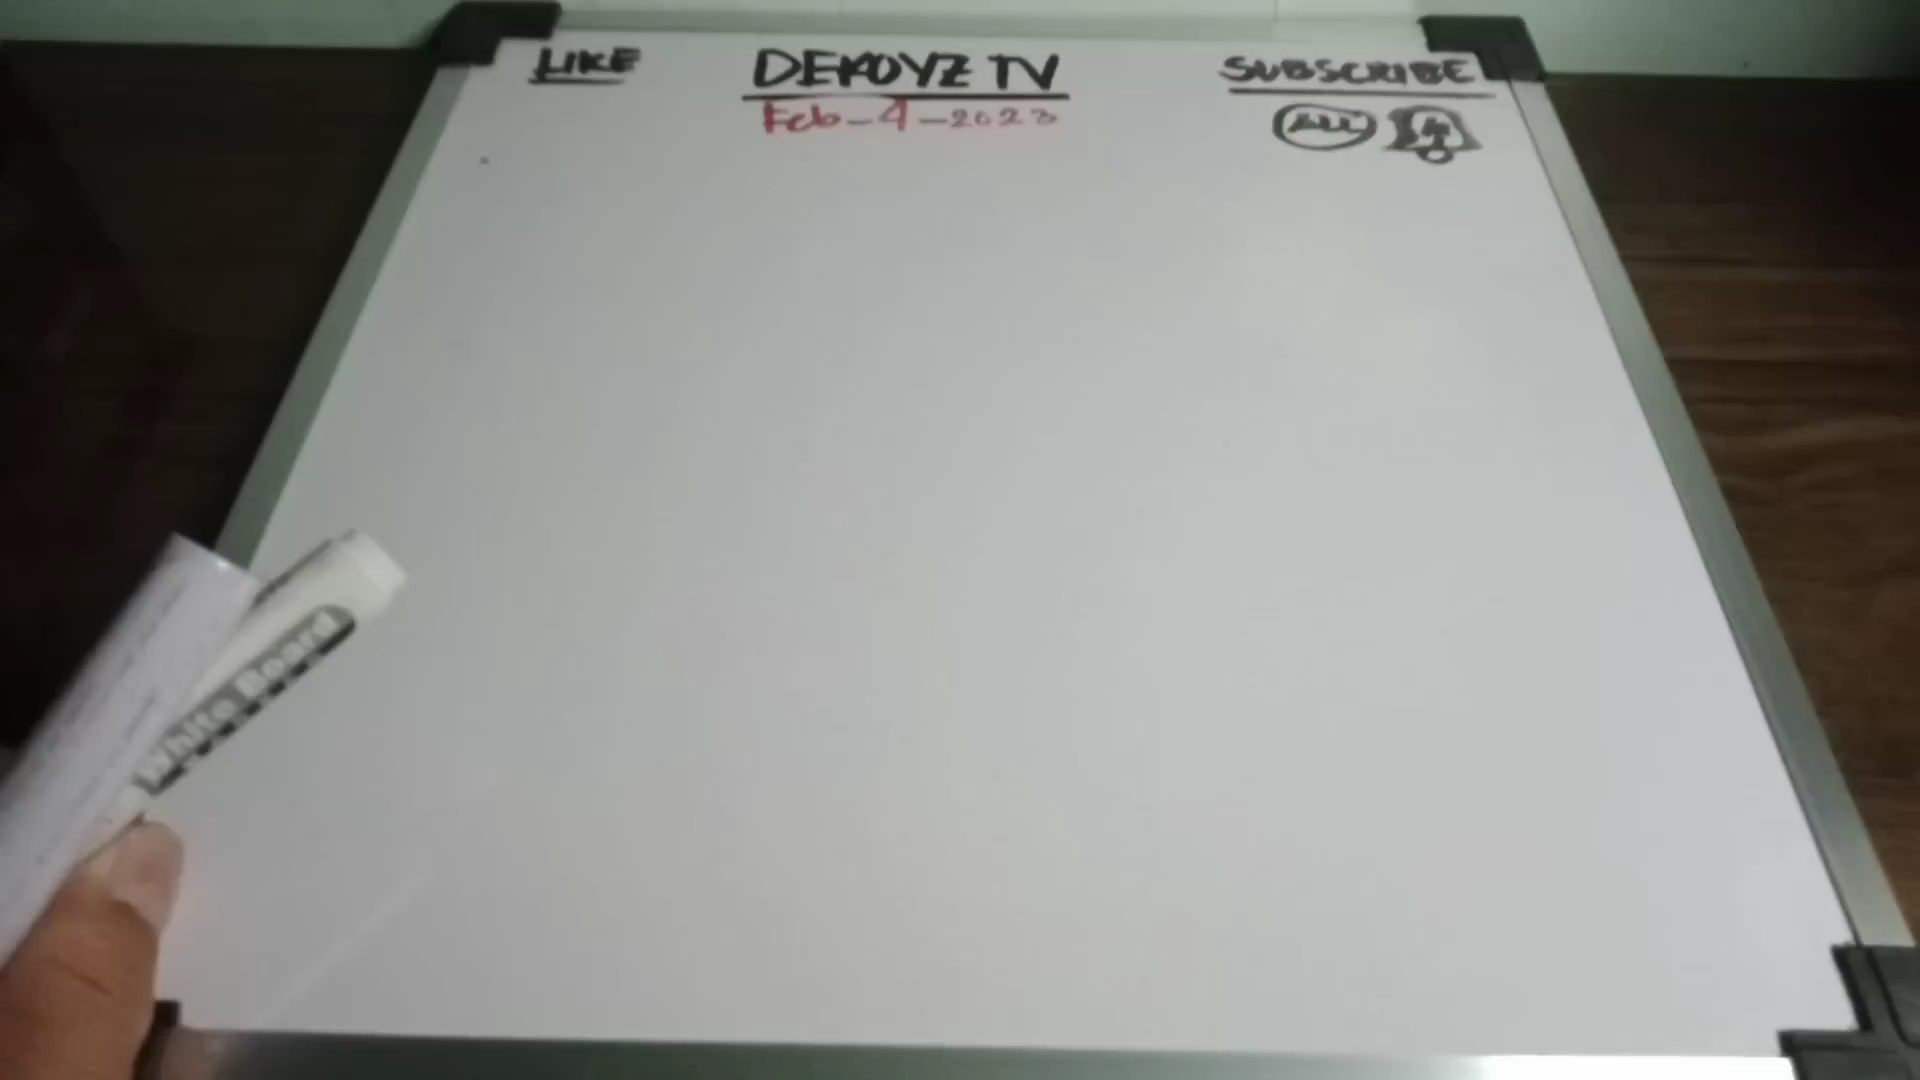 LIKE
DEKOYZ TV
SUBSCRIBE
Feb-4-2023
ALL
White Board